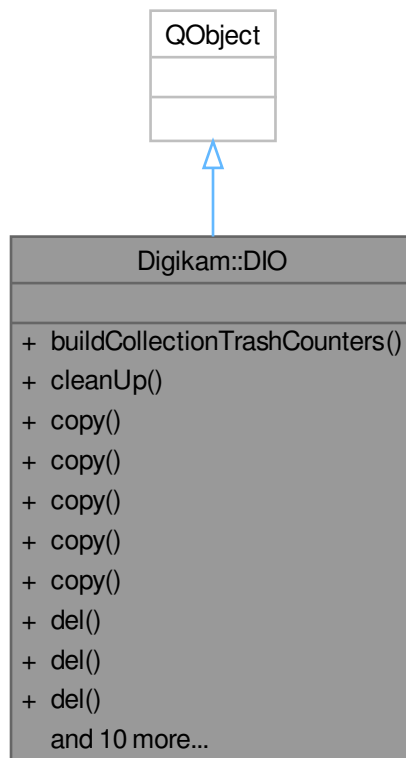 QObject
Digikam::DIO
+ buildCollectionTrashCounters()
+ cleanUp()
+ copy()
+ copy()
+ copy()
+ copy()
+ copy()
+ del()
+ del()
+ del()
and 10 more...